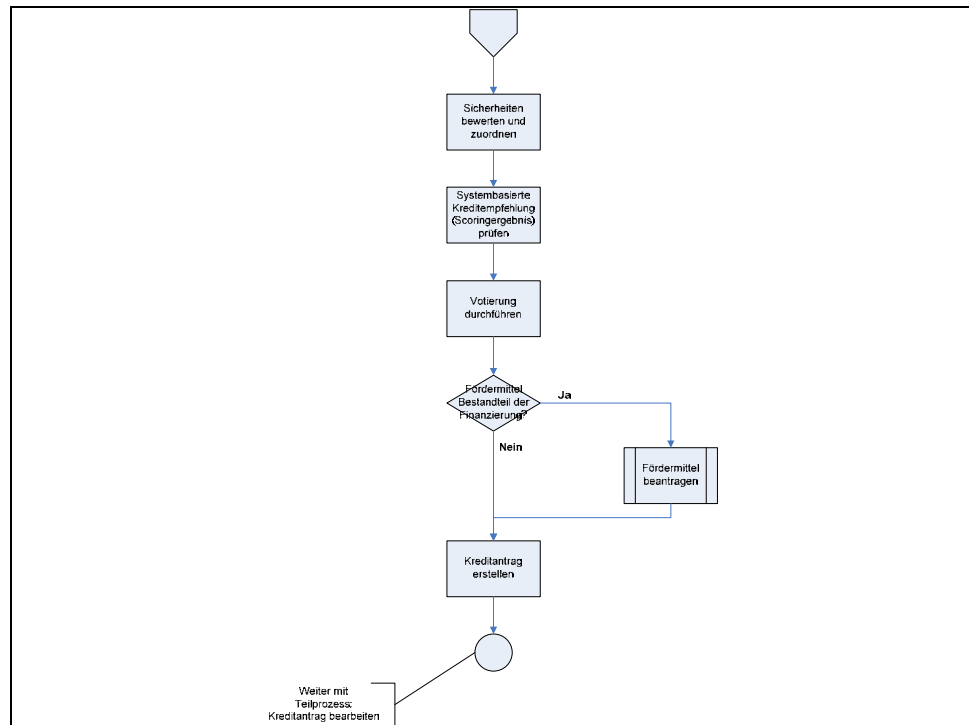 Sicherheiten
bewerten und
zuordnen
Systembasierte
Kreditempfehlung
(Scoringergebnis)
prüfen
Votierung
durchführen
Fördermittel
Bestandteil der
Finanzierung?
Ja
Nein
Fördermittel
beantragen
Kreditantrag
erstellen
Weiter mit
Teilprozess:
Kreditantrag bearbeiten